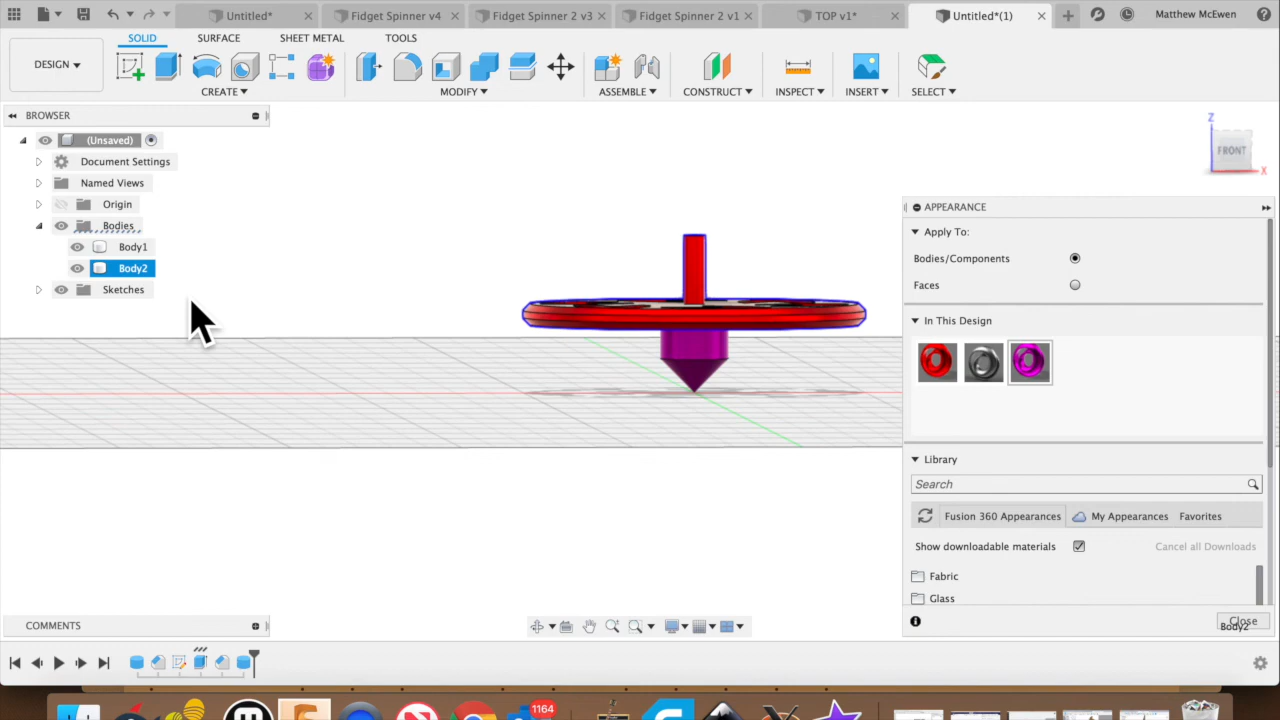 Untitled*
Fidget Spinner v4
Fidget Spinner 2 v3
Fidget Spinner 2 v1
TOP v1*
Untitled*(1)
Matthew McEwen
SOLID
SURFACE
SHEET METAL
TOOLS
DESIGN
CREATE
MODIFY
ASSEMBLE
CONSTRUCT
INSPECT
INSERT
SELECT
BROWSER
(Unsaved)
Document Settings
Named Views
Origin
Bodies
Body1
Body2
Sketches
Z
FRONT
X
APPEARANCE
Apply To:
Bodies/Components
Faces
In This Design
Library
Search
Fusion 360 Appearances
My Appearances
Favorites
Show downloadable materials
Cancel all Downloads
Fabric
Glass
Close
Body2
COMMENTS
1164